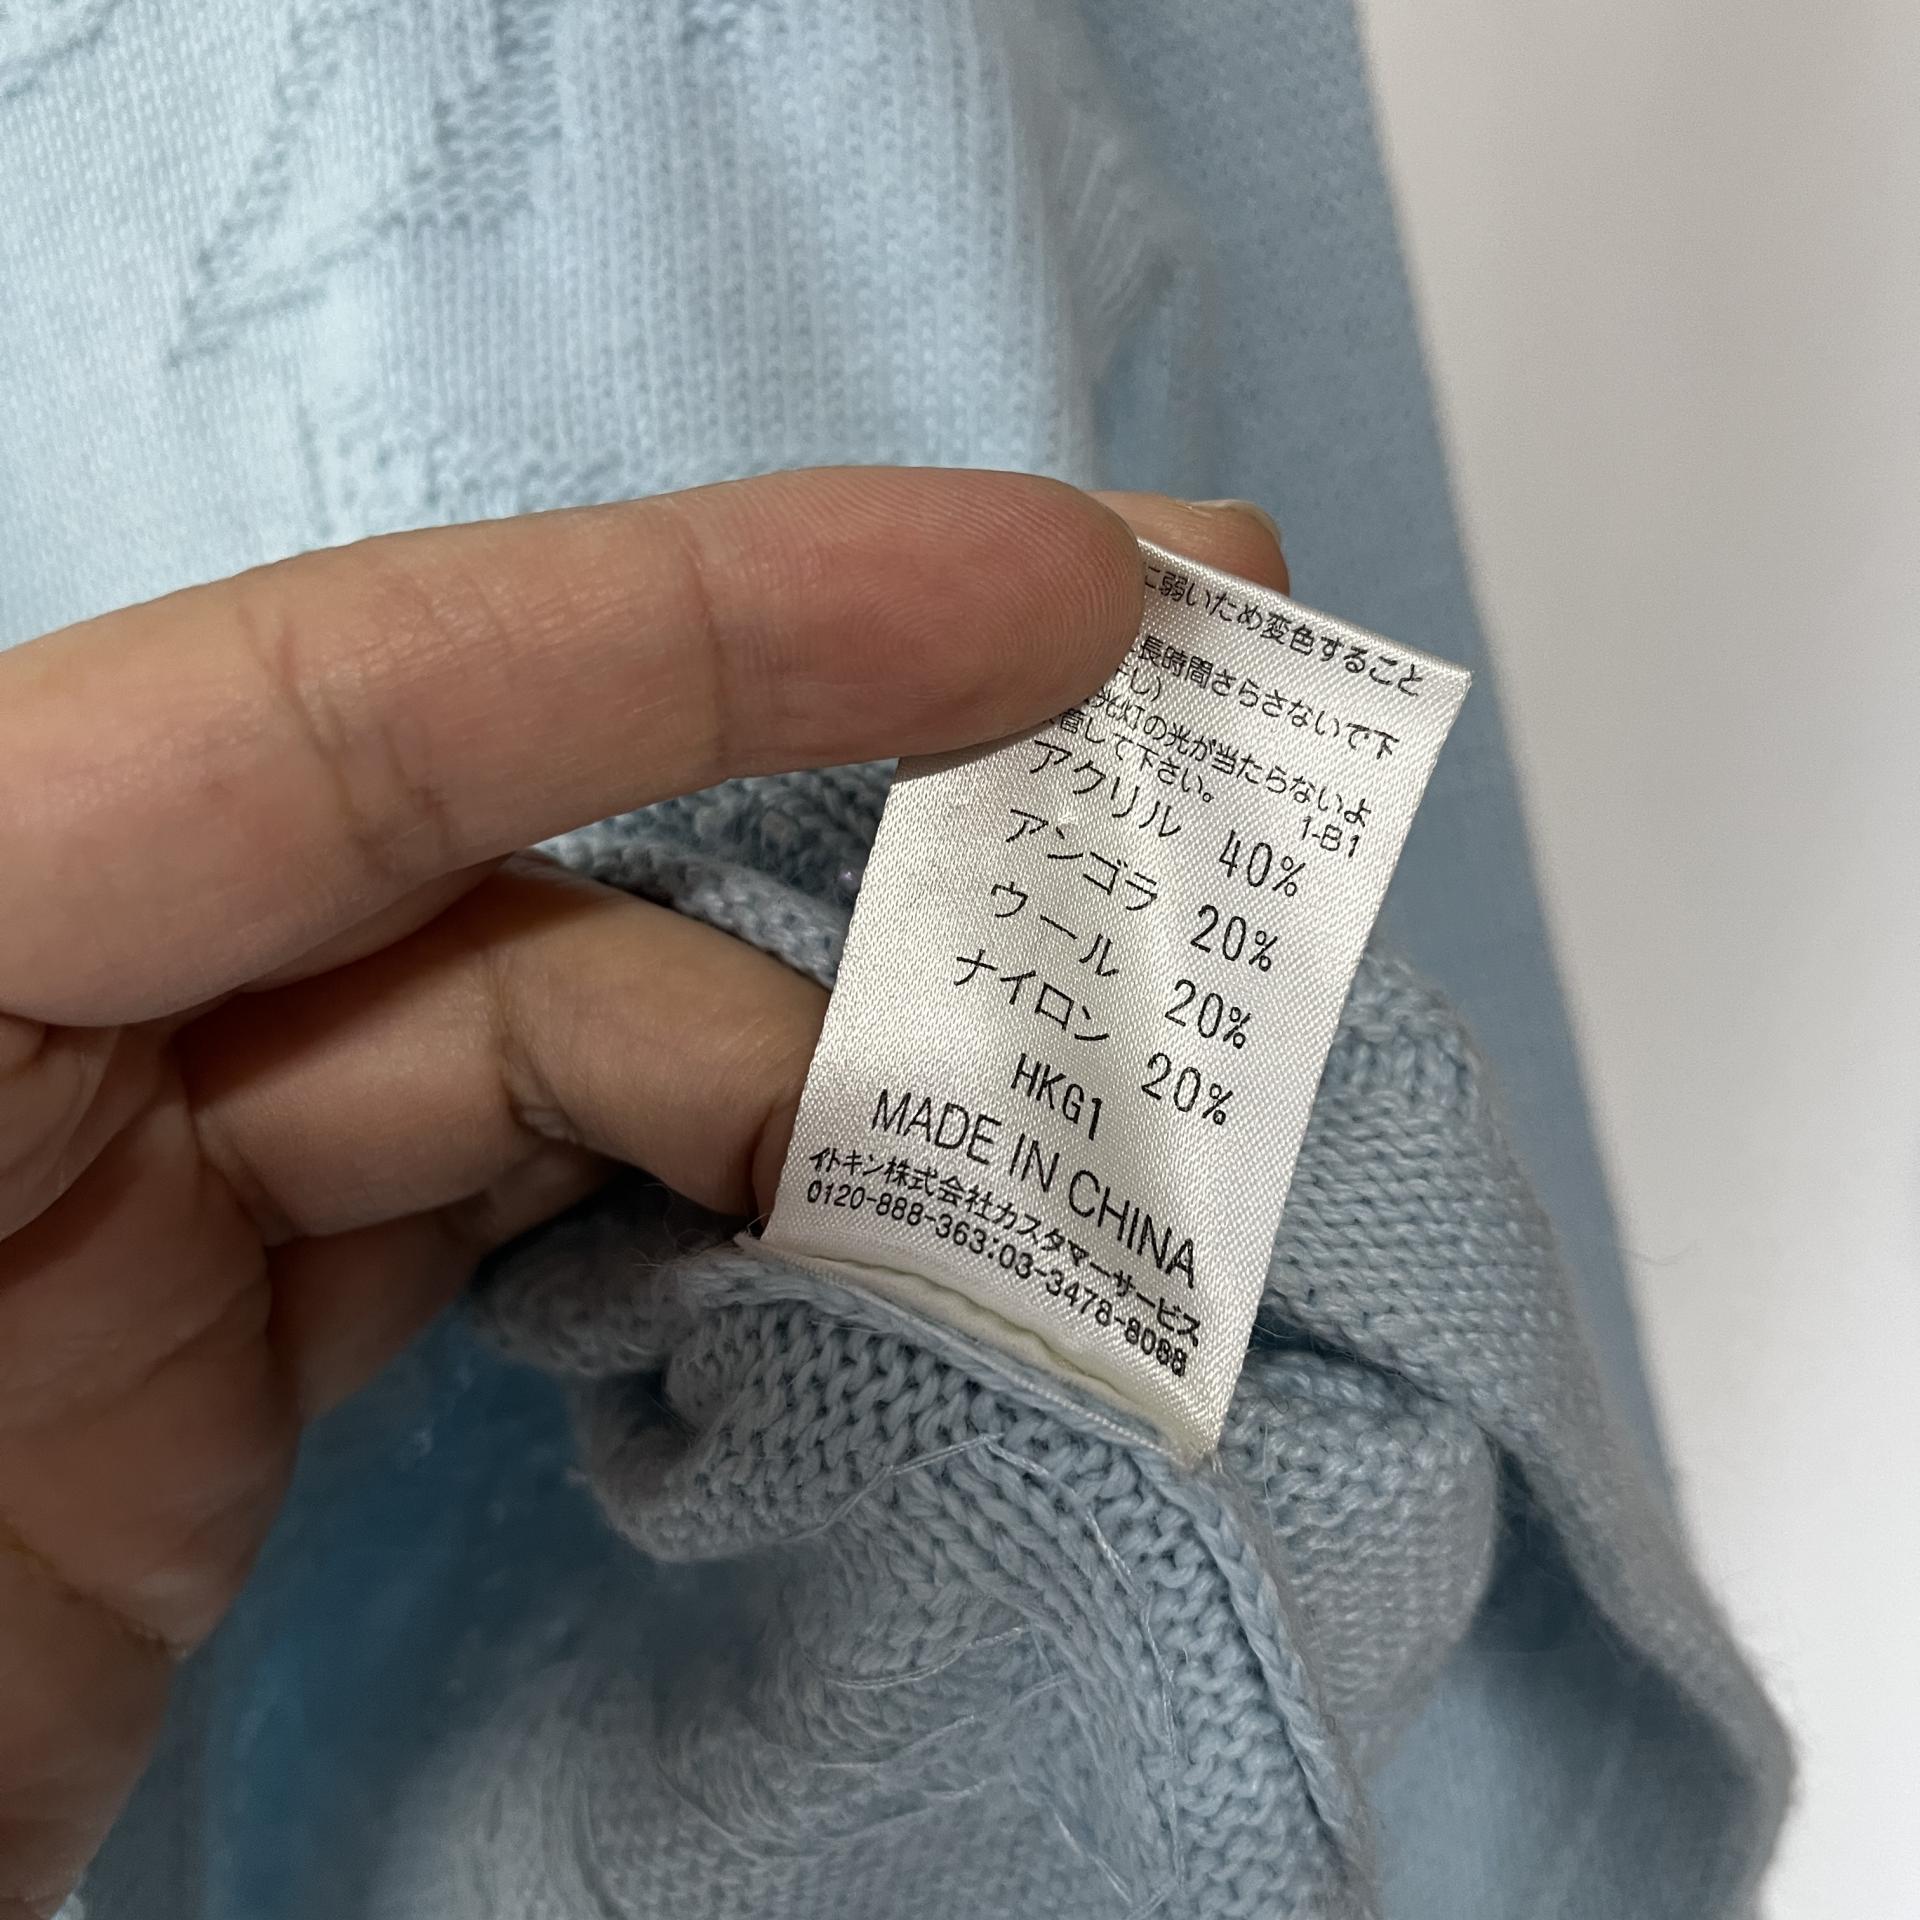 に弱いため変色すること
長時間さらさないで下
干し)
光灯の光が当たらないよ
意して下さい。
1-B1
アクリル 40%
アンゴラ 20%
ウール 20%
ナイロン 20%
HKG1
MADE IN CHINA
イトキン株式会社カスタマーサービス
0120-888-363:03-3478-8088